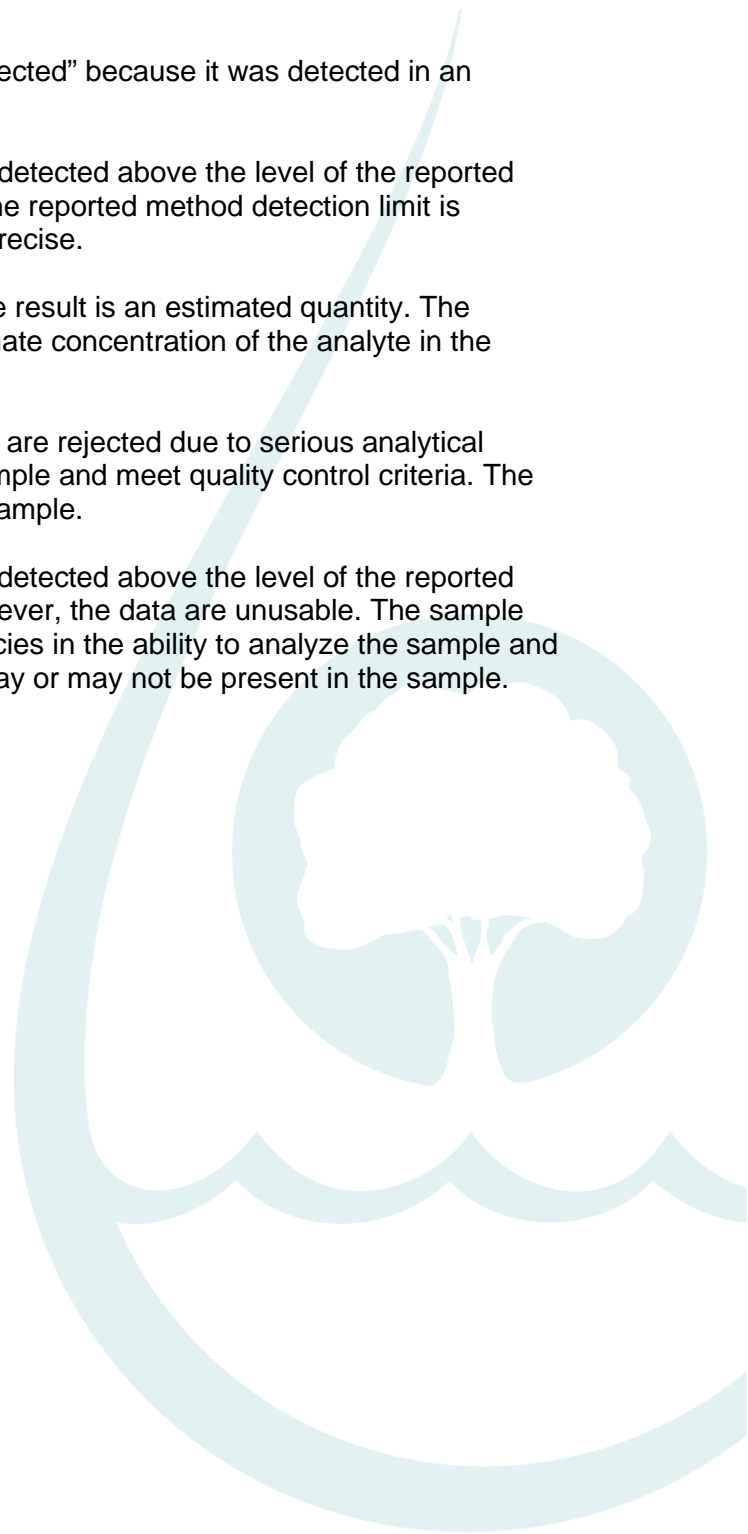 ected” because it was detected in an
detected above the level of the reported
ne reported method detection limit is
recise.
e result is an estimated quantity. The
nate concentration of the analyte in the
are rejected due to serious analytical
mple and meet quality control criteria. The
ample.
detected above the level of the reported
ever, the data are unusable. The sample
cies in the ability to analyze the sample and
ay or may not be present in the sample.